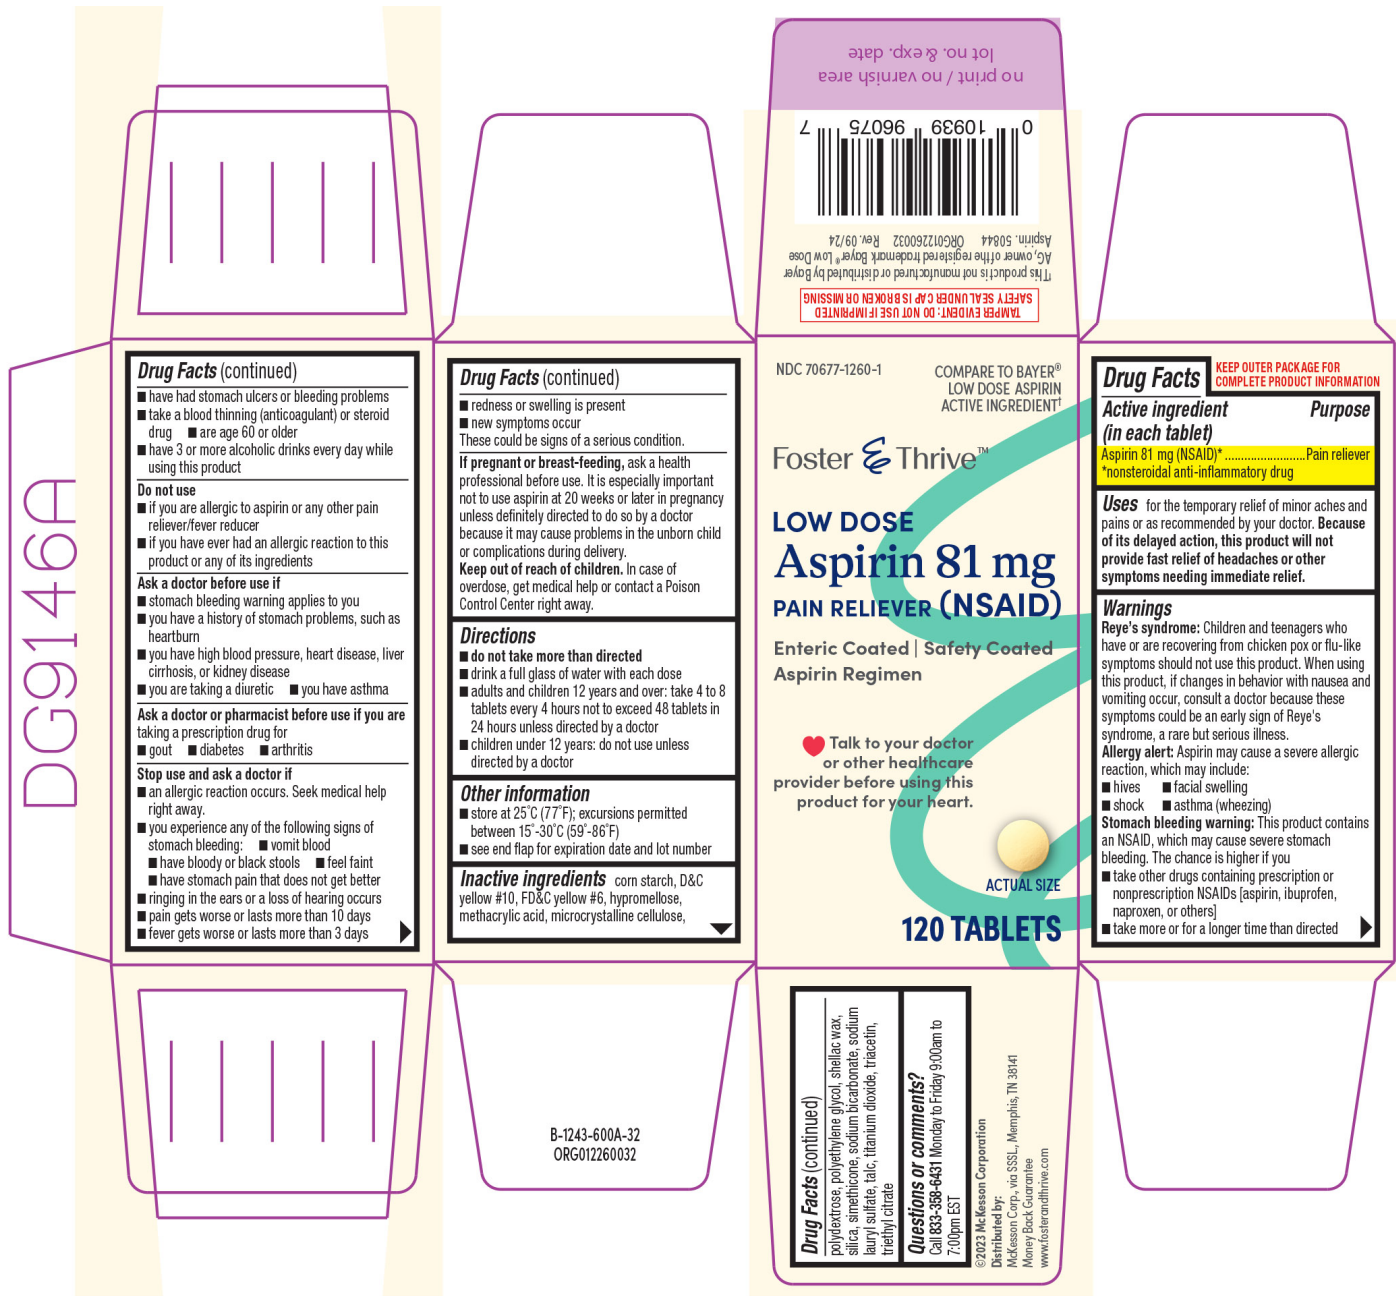 no print / no varnish area
lot no. & exp. date
0 10939 96075 7
†This product is not manufactured or distributed by Bayer
AG, owner of the registered trademark Bayer® Low Dose
Aspirin. 50844 ORG012260032 Rev. 09/24
TAMPER EVIDENT: DO NOT USE IF IMPRINTED
SAFETY SEAL UNDER CAP IS BROKEN OR MISSING
DG9146A
Drug Facts (continued)
■ have had stomach ulcers or bleeding problems
■ take a blood thinning (anticoagulant) or steroid
drug ■ are age 60 or older
■ have 3 or more alcoholic drinks every day while
using this product
Do not use
■ if you are allergic to aspirin or any other pain
reliever/fever reducer
■ if you have ever had an allergic reaction to this
product or any of its ingredients
Ask a doctor before use if
■ stomach bleeding warning applies to you
■ you have a history of stomach problems, such as
heartburn
■ you have high blood pressure, heart disease, liver
cirrhosis, or kidney disease
■ you are taking a diuretic ■ you have asthma
Ask a doctor or pharmacist before use if you are
taking a prescription drug for
■ gout ■ diabetes ■ arthritis
Stop use and ask a doctor if
■ an allergic reaction occurs. Seek medical help
right away.
■ you experience any of the following signs of
stomach bleeding: ■ vomit blood
■ have bloody or black stools ■ feel faint
■ have stomach pain that does not get better
■ ringing in the ears or a loss of hearing occurs
■ pain gets worse or lasts more than 10 days
■ fever gets worse or lasts more than 3 days
Drug Facts (continued)
■ redness or swelling is present
■ new symptoms occur
These could be signs of a serious condition.
If pregnant or breast-feeding, ask a health
professional before use. It is especially important
not to use aspirin at 20 weeks or later in pregnancy
unless definitely directed to do so by a doctor
because it may cause problems in the unborn child
or complications during delivery.
Keep out of reach of children. In case of
overdose, get medical help or contact a Poison
Control Center right away.
Directions
■ do not take more than directed
■ drink a full glass of water with each dose
■ adults and children 12 years and over: take 4 to 8
tablets every 4 hours not to exceed 48 tablets in
24 hours unless directed by a doctor
■ children under 12 years: do not use unless
directed by a doctor
Other information
■ store at 25°C (77°F); excursions permitted
between 15°-30°C (59°-86°F)
■ see end flap for expiration date and lot number
Inactive ingredients corn starch, D&C
yellow #10, FD&C yellow #6, hypromellose,
methacrylic acid, microcrystalline cellulose,
B-1243-600A-32
ORG012260032
NDC 70677-1260-1
COMPARE TO BAYER®
LOW DOSE ASPIRIN
ACTIVE INGREDIENT†
Foster & Thrive™
LOW DOSE
Aspirin 81 mg
PAIN RELIEVER (NSAID)
Enteric Coated | Safety Coated
Aspirin Regimen
Talk to your doctor
or other healthcare
provider before using this
product for your heart.
ACTUAL SIZE
120 TABLETS
Drug Facts (continued)
polydextrose, polyethylene glycol, shellac wax,
silica, simethicone, sodium bicarbonate, sodium
lauryl sulfate, talc, titanium dioxide, triacetin,
triethyl citrate
Questions or comments?
Call 833-358-6431 Monday to Friday 9:00am to
7:00pm EST
©2023 McKesson Corporation
Distributed by:
McKesson Corp., via SSSL, Memphis, TN 38141
Money Back Guarantee
www.fosterandthrive.com
Drug Facts
KEEP OUTER PACKAGE FOR
COMPLETE PRODUCT INFORMATION
Active ingredient Purpose
(in each tablet)
Aspirin 81 mg (NSAID)* ........................Pain reliever
*nonsteroidal anti-inflammatory drug
Uses for the temporary relief of minor aches and
pains or as recommended by your doctor. Because
of its delayed action, this product will not
provide fast relief of headaches or other
symptoms needing immediate relief.
Warnings
Reye's syndrome: Children and teenagers who
have or are recovering from chicken pox or flu-like
symptoms should not use this product. When using
this product, if changes in behavior with nausea and
vomiting occur, consult a doctor because these
symptoms could be an early sign of Reye's
syndrome, a rare but serious illness.
Allergy alert: Aspirin may cause a severe allergic
reaction, which may include:
■ hives ■ facial swelling
■ shock ■ asthma (wheezing)
Stomach bleeding warning: This product contains
an NSAID, which may cause severe stomach
bleeding. The chance is higher if you
■ take other drugs containing prescription or
nonprescription NSAIDs [aspirin, ibuprofen,
naproxen, or others]
■ take more or for a longer time than directed